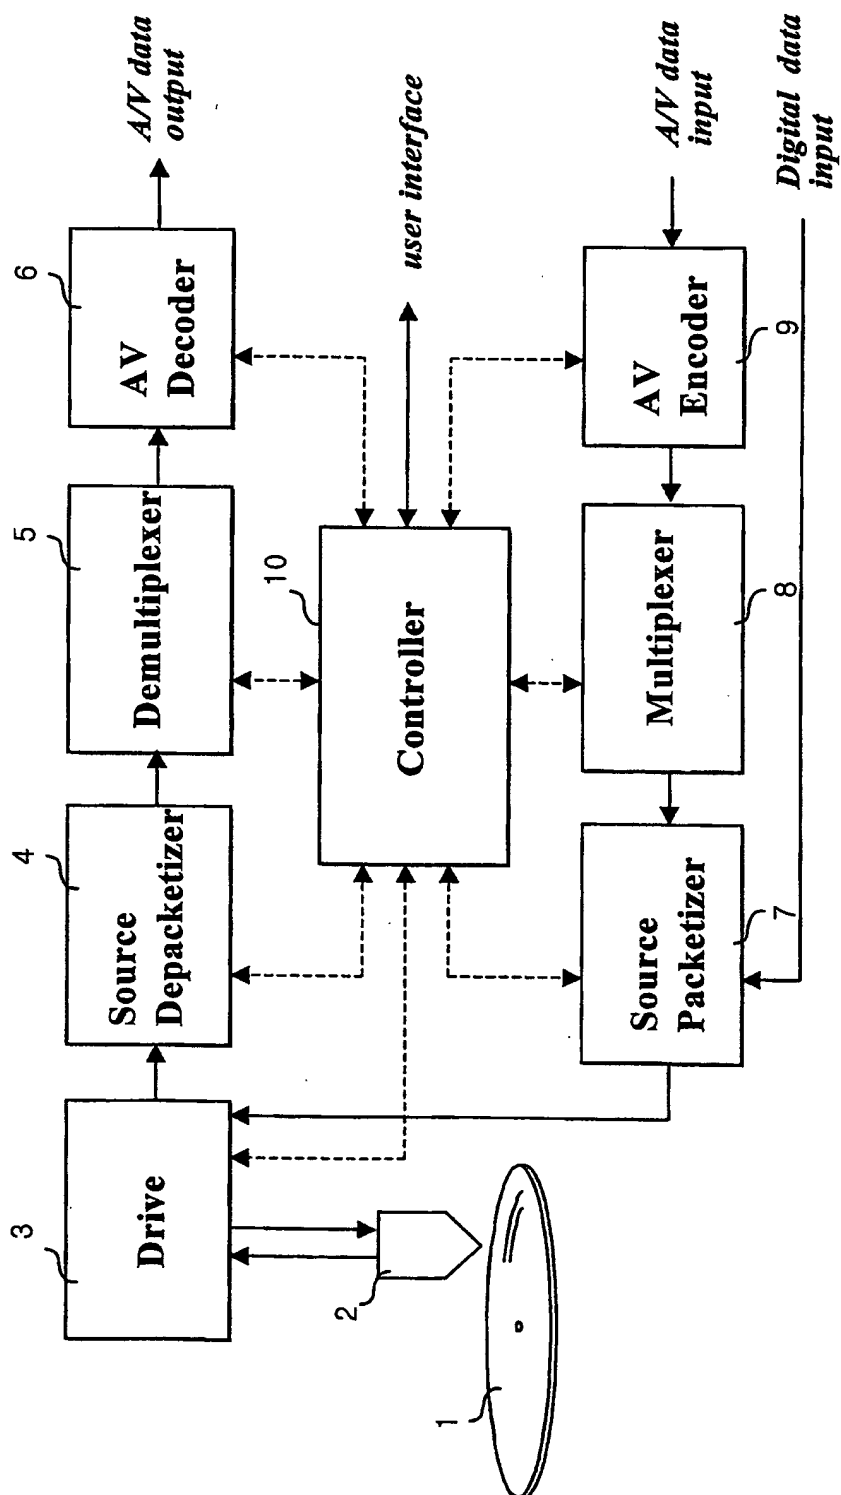 1
2
3
Drive
4
Source
Depacketizer
5
Demultiplexer
6
AV
Decoder
A/V data
output
10
Controller
user interface
Source
Packetizer
7
Multiplexer
8
AV
Encoder
9
A/V data
input
Digital data
input